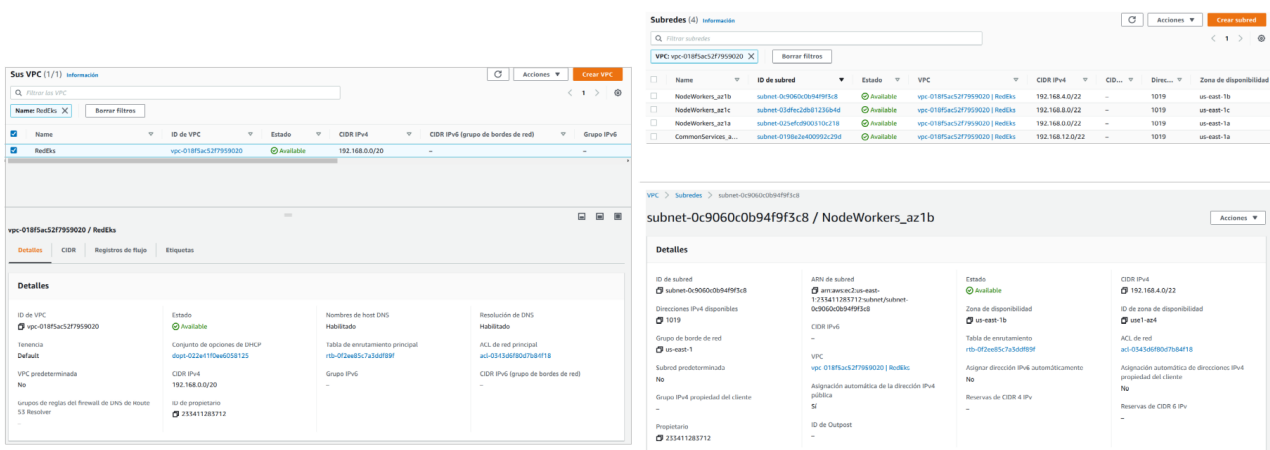 Sus VPC (1/1) Información
Acciones ▼
Crear VPC
Filtrar las VPC
< 1 >
Name: RedEks X
Borrar filtros
Name ID de VPC Estado CIDR IPv4 CIDR IPv6 (grupo de bordes de red) Grupo IPv6
RedEks vpc-018f5ac52f7959020 Available 192.168.0.0/20 – –
vpc-018f5ac52f7959020 / RedEks
Detalles CIDR Registros de flujo Etiquetas
Detalles
ID de VPC Estado Nombres de host DNS Resolución de DNS
vpc-018f5ac52f7959020 Available Habilitado Habilitado
Tenencia Conjunto de opciones de DHCP Tabla de enrutamiento principal ACL de red principal
Default dopt-022e41f0ee6058125 rtb-0f2ee85c7a3ddf89f acl-0343d6f80d7b84f18
VPC predeterminada CIDR IPv4 Grupo IPv6 CIDR IPv6 (grupo de bordes de red)
No 192.168.0.0/20 – –
Grupos de reglas del firewall de DNS de Route 53 Resolver
–
ID de propietario
233411283712
Subredes (4) Información
Acciones ▼
Crear subred
Filtrar subredes
< 1 >
VPC: vpc-018f5ac52f7959020 X
Borrar filtros
Name ID de subred Estado VPC CIDR IPv4 CID... Direc... Zona de disponibilidad
NodeWorkers_az1b subnet-0c9060c0b94f9f3c8 Available vpc-018f5ac52f7959020 | RedEks 192.168.4.0/22 – 1019 us-east-1b
NodeWorkers_az1c subnet-03dfec2db81236b4d Available vpc-018f5ac52f7959020 | RedEks 192.168.8.0/22 – 1019 us-east-1c
NodeWorkers_az1a subnet-025efcd900310c218 Available vpc-018f5ac52f7959020 | RedEks 192.168.0.0/22 – 1019 us-east-1a
CommonServices_a... subnet-0198e2e400992c29d Available vpc-018f5ac52f7959020 | RedEks 192.168.12.0/22 – 1019 us-east-1a
VPC > Subredes > subnet-0c9060c0b94f9f3c8
subnet-0c9060c0b94f9f3c8 / NodeWorkers_az1b
Acciones ▼
Detalles
ID de subred
subnet-0c9060c0b94f9f3c8
Direcciones IPv4 disponibles
1019
Grupo de borde de red
us-east-1
Subred predeterminada
No
Grupo IPv4 propiedad del cliente
–
Propietario
233411283712
ARN de subred
arn:aws:ec2:us-east-
1:233411283712:subnet/subnet-
0c9060c0b94f9f3c8
CIDR IPv6
–
VPC
vpc-018f5ac52f7959020 | RedEks
Asignación automática de la dirección IPv4
pública
Sí
ID de Outpost
–
Estado
Available
Zona de disponibilidad
us-east-1b
Tabla de enrutamiento
rtb-0f2ee85c7a3ddf89f
Asignar dirección IPv6 automáticamente
No
Reservas de CIDR 4 IPv
–
CIDR IPv4
192.168.4.0/22
ID de zona de disponibilidad
use1-az4
ACL de red
acl-0343d6f80d7b84f18
Asignación automática de direcciones IPv4
propiedad del cliente
No
Reservas de CIDR 6 IPv
–